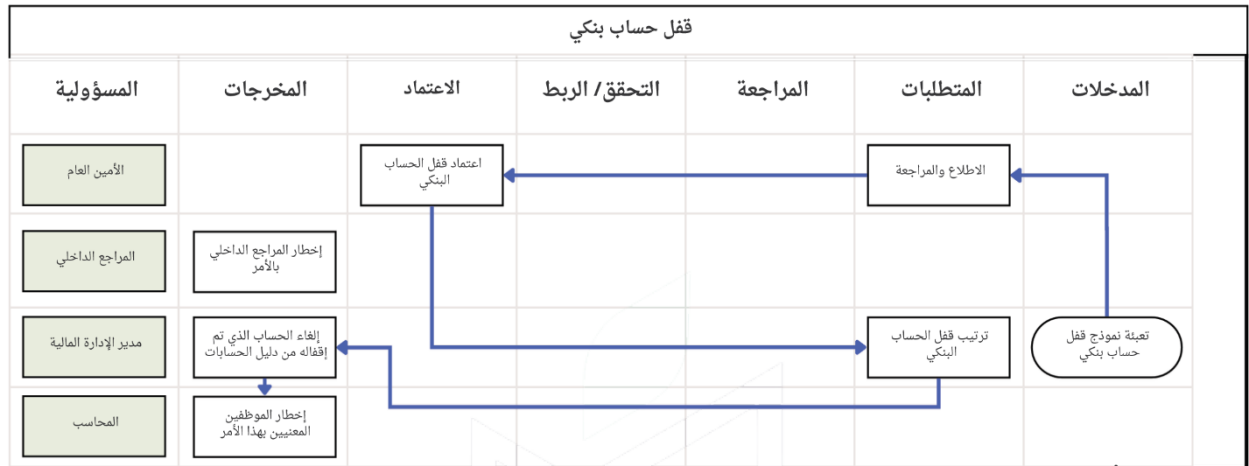 قفل حساب بنكي
المدخلات
المتطلبات
المراجعة
التحقق/ الربط
الاعتماد
المخرجات
المسؤولية
الاطلاع والمراجعة
اعتماد قفل الحساب
البنكي
الأمين العام
إخطار المراجع الداخلي
بالأمر
المراجع الداخلي
تعبئة نموذج قفل
حساب بنكي
ترتيب قفل الحساب
البنكي
إلغاء الحساب الذي تم
إقفاله من دليل الحسابات
مدير الإدارة المالية
إخطار الموظفين
المعنيين بهذا الأمر
المحاسب